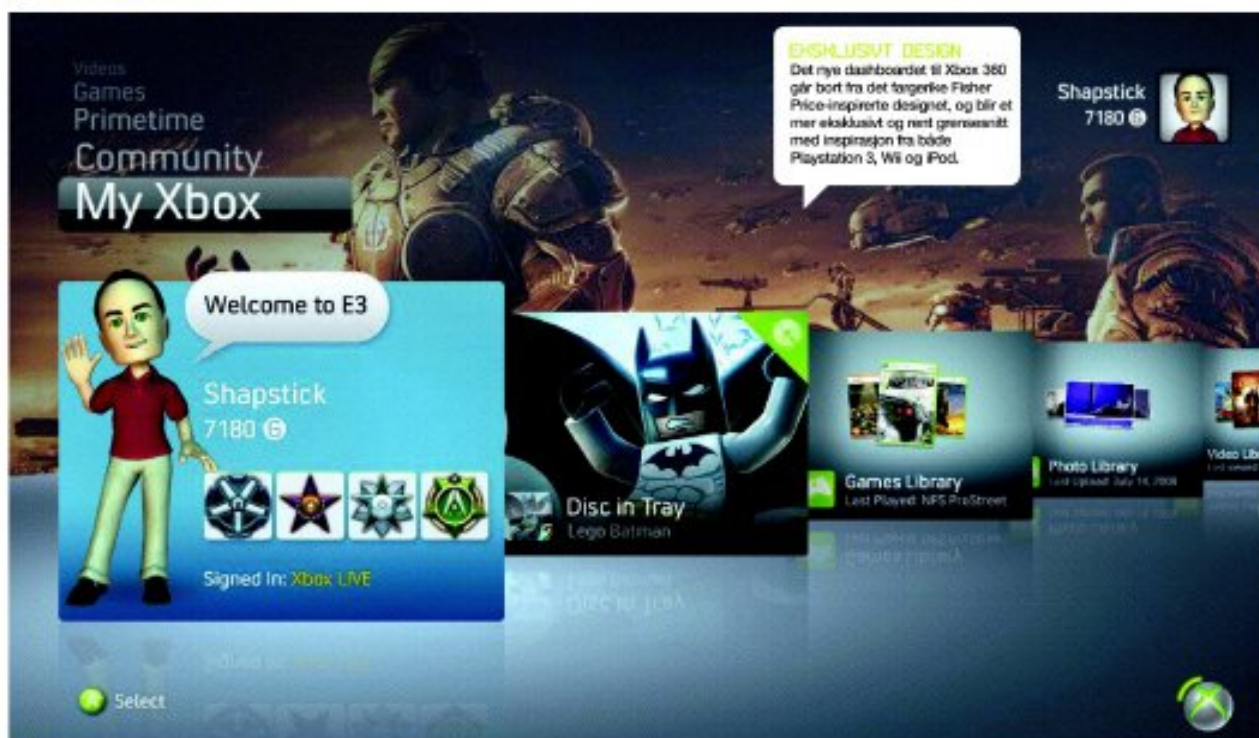 Videos
Games
Primetime
Community
My Xbox
EKSKLUSIVT DESIGN
Det nye dashboardet til Xbox 360
går bort fra det fargerike Fisher
Price-inspirerte designet, og blir et
mer eksklusivt og rent grensesnitt
med inspirasjon fra både
Playstation 3, Wii og iPod.
Shapstick
7180 G
Welcome to E3
Shapstick
7180 G
Signed In: Xbox LIVE
Disc in Tray
Lego Batman
Games Library
Last Played: NFS ProStreet
Photo Library
Last Upload: July 14, 2008
Video Lib
Select